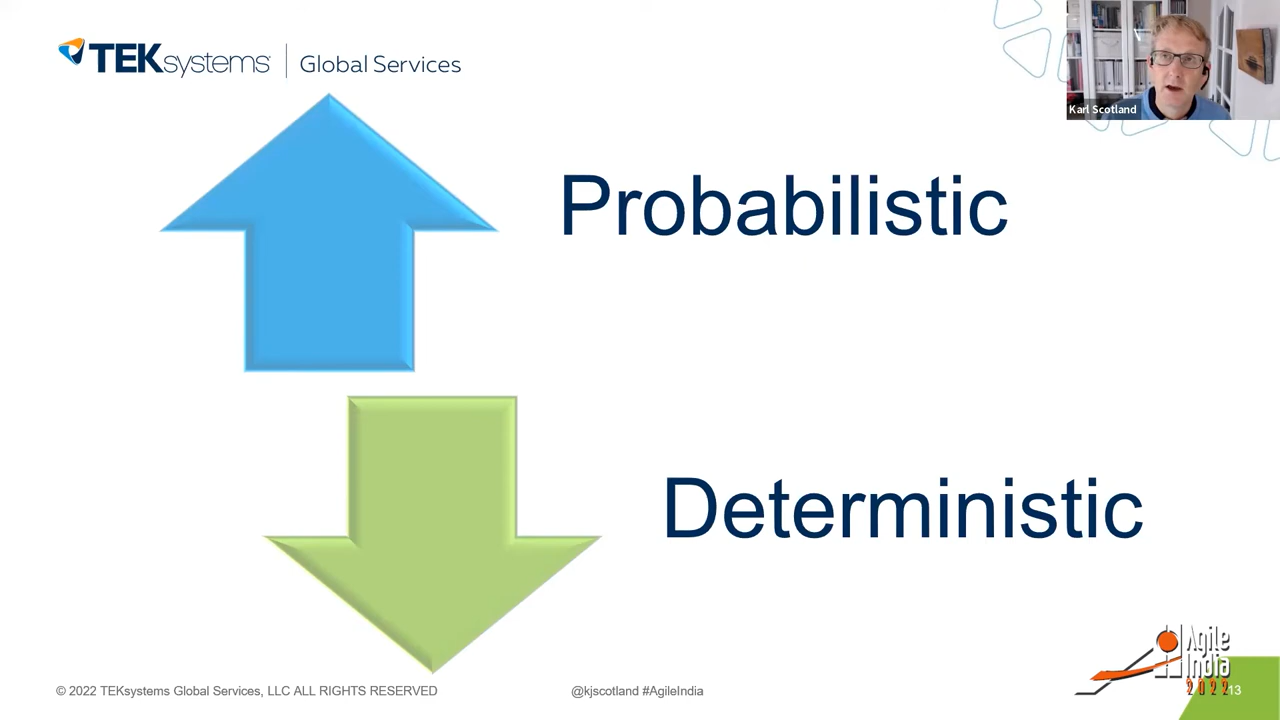 TEKsystems Global Services
Karl Scotland
Probabilistic
Deterministic
© 2022 TEKsystems Global Services, LLC ALL RIGHTS RESERVED
@kjscotland #AgileIndia
Agile
India
2022
13